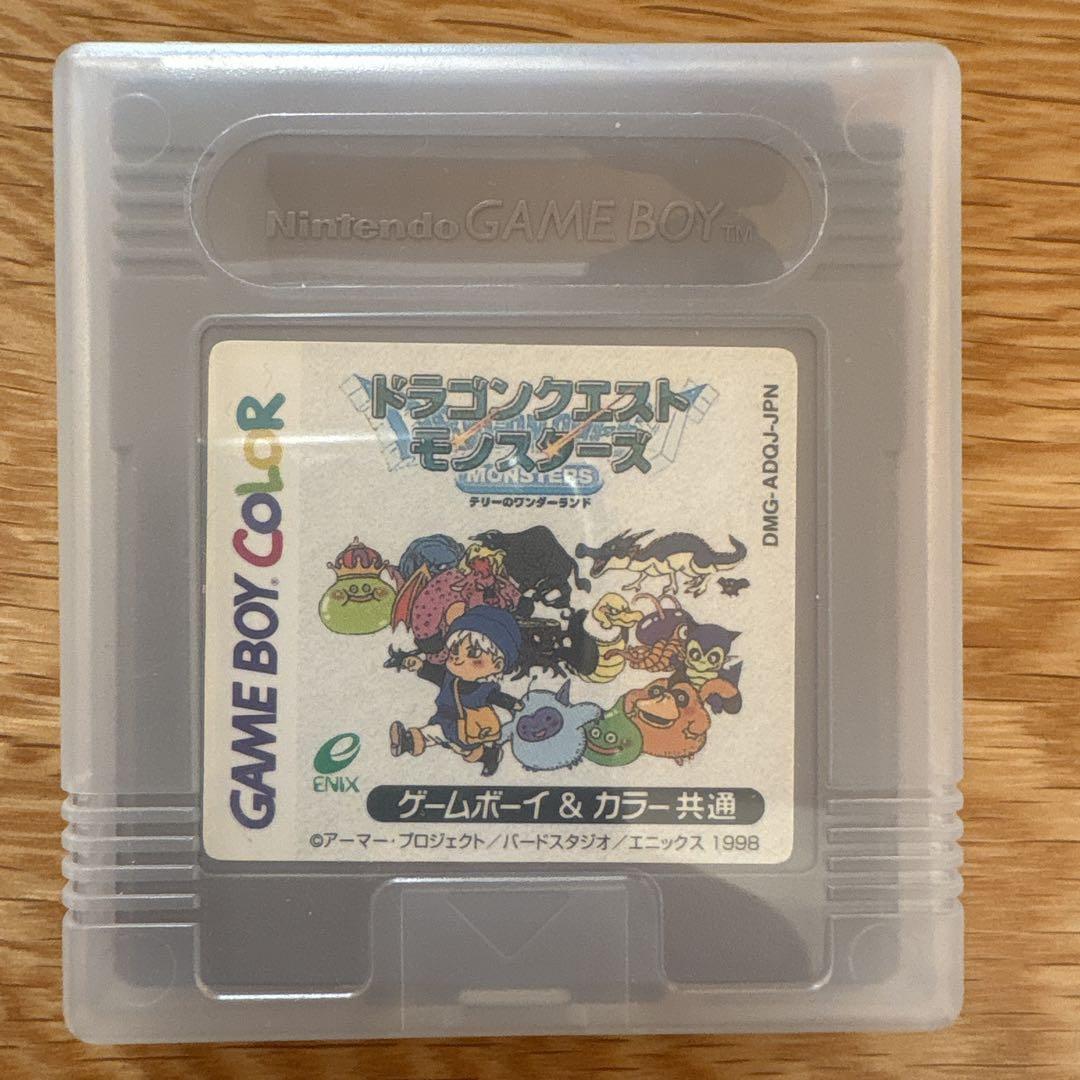 Nintendo GAME BOY TM
GAME BOY COLOR
ドラゴンクエスト
モンスターズ
MONSTERS
テリーのワンダーランド
DMG-ADQJ-JPN
ENIX
ゲームボーイ & カラー 共通
©アーマー・プロジェクト/バードスタジオ/エニックス 1998